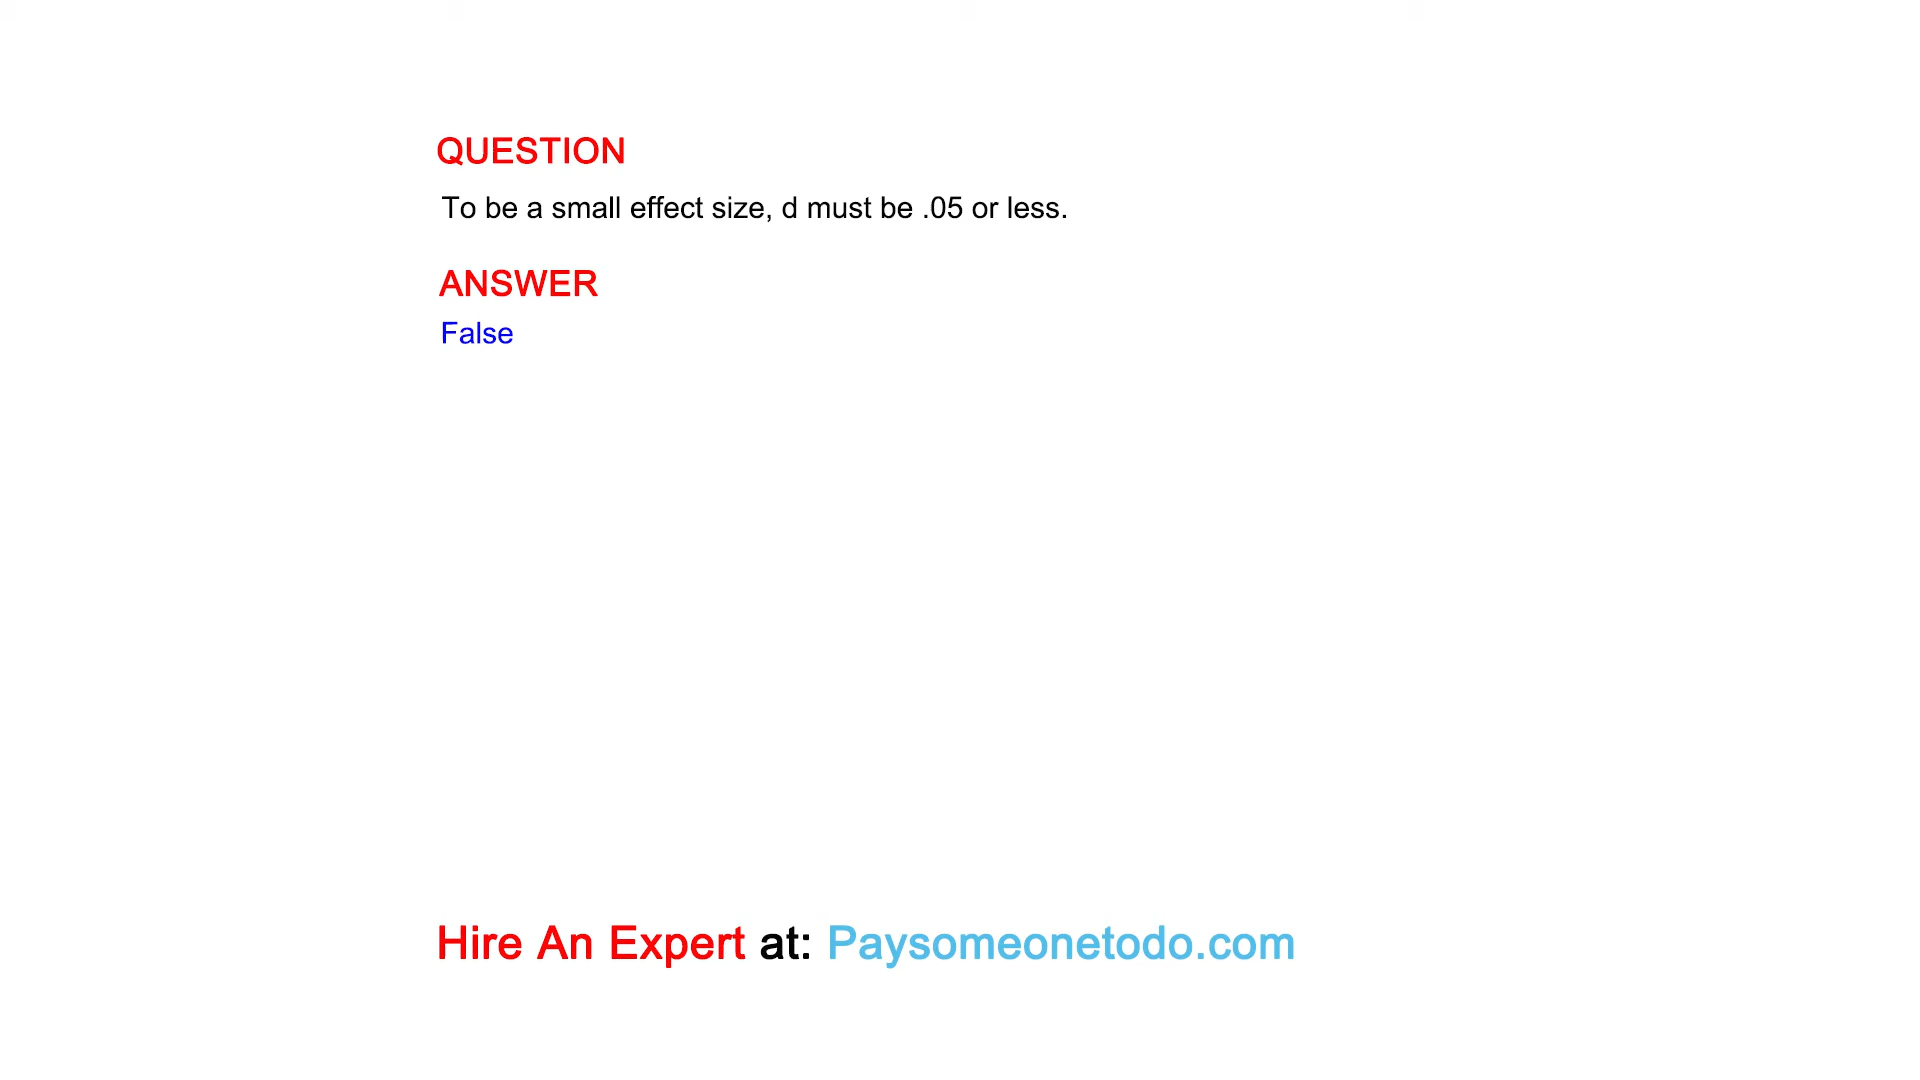 QUESTION
To be a small effect size, d must be .05 or less.
ANSWER
False
Hire An Expert at: Paysomeonetodo.com